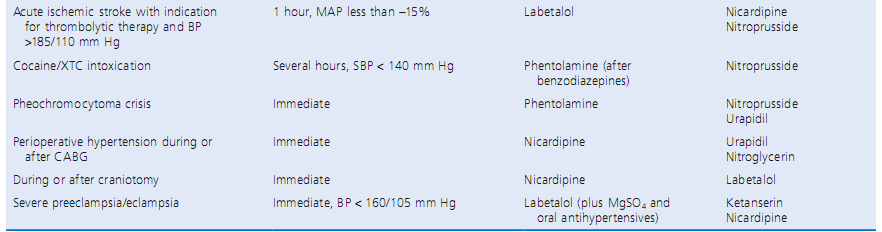 Acute ischemic stroke with indication 1 hour, MAP less than –15% Labetalol Nicardipine
for thrombolytic therapy and BP Nitroprusside
>185/110 mm Hg
Cocaine/XTC intoxication Several hours, SBP < 140 mm Hg Phentolamine (after Nitroprusside
benzodiazepines)
Pheochromocytoma crisis Immediate Phentolamine Nitroprusside
Urapidil
Perioperative hypertension during or Immediate Nicardipine Urapidil
after CABG Nitroglycerin
During or after craniotomy Immediate Nicardipine Labetalol
Severe preeclampsia/eclampsia Immediate, BP < 160/105 mm Hg Labetalol (plus MgSO₄ and Ketanserin
oral antihypertensives) Nicardipine